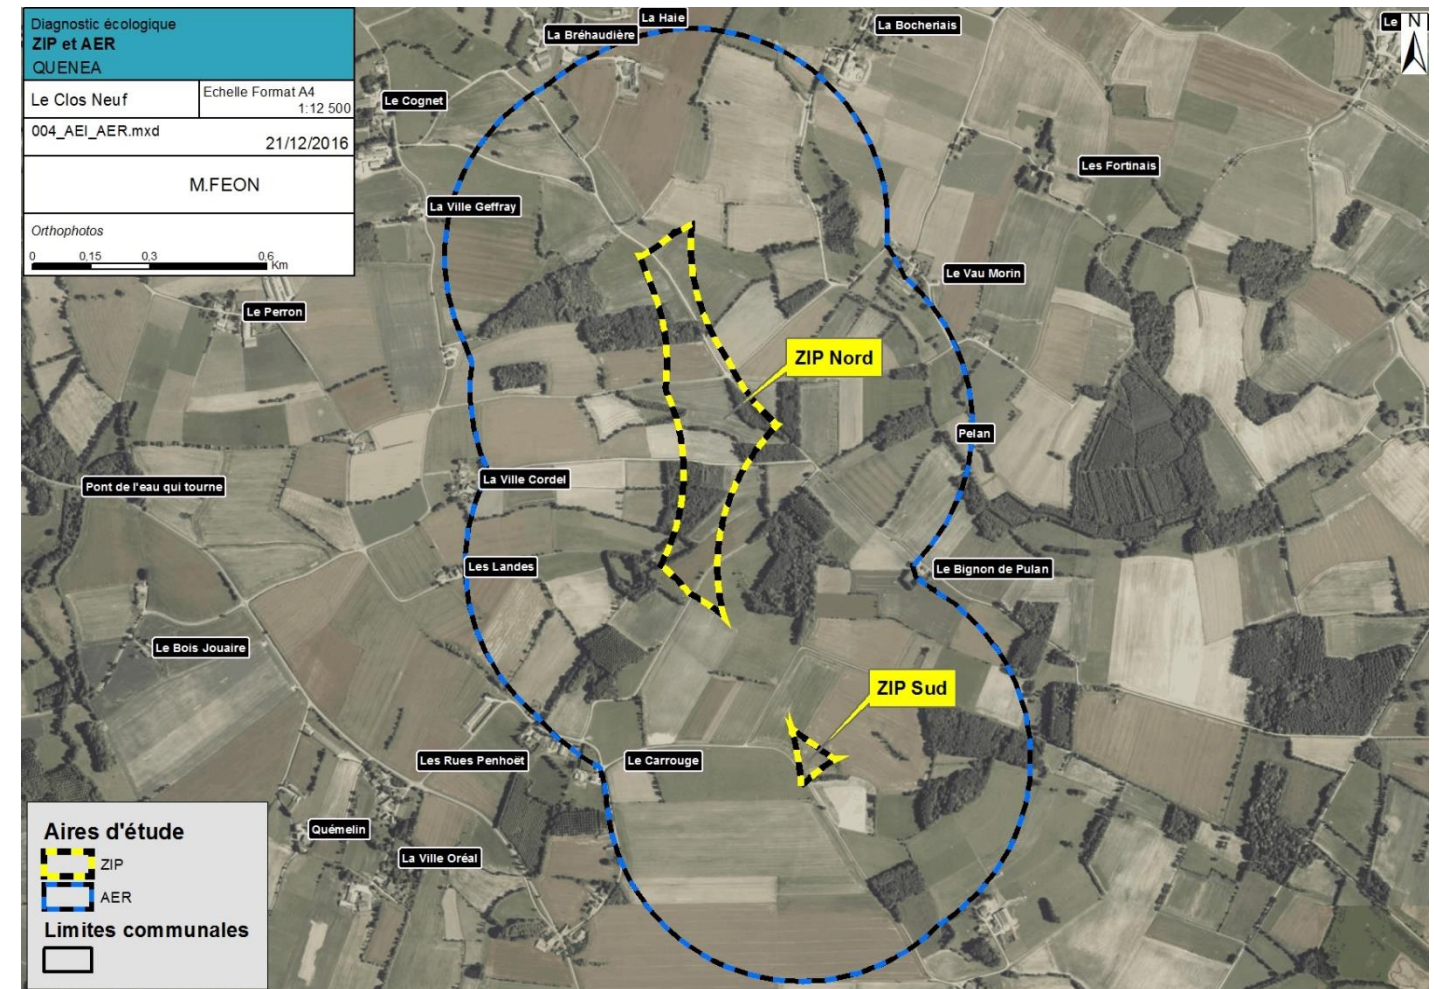 Diagnostic écologique
ZIP et AER
QUENEA
Le Clos Neuf
Echelle Format A4
1:12 500
004_AEI_AER.mxd
21/12/2016
M.FEON
Orthophotos
0 0,15 0,3 0,6
Km
La Haie
La Bréhaudière
La Bocheriais
Le
N
Le Cognet
Les Fortinais
La Ville Geffray
Le Vau Morin
Le Perron
ZIP Nord
Pelan
La Ville Cordel
Pont de l'eau qui tourne
Les Landes
Le Bignon de Pulan
Le Bois Jouaire
ZIP Sud
Les Rues Penhoët
Le Carrouge
Quémelin
La Ville Oréal
Aires d'étude
ZIP
AER
Limites communales